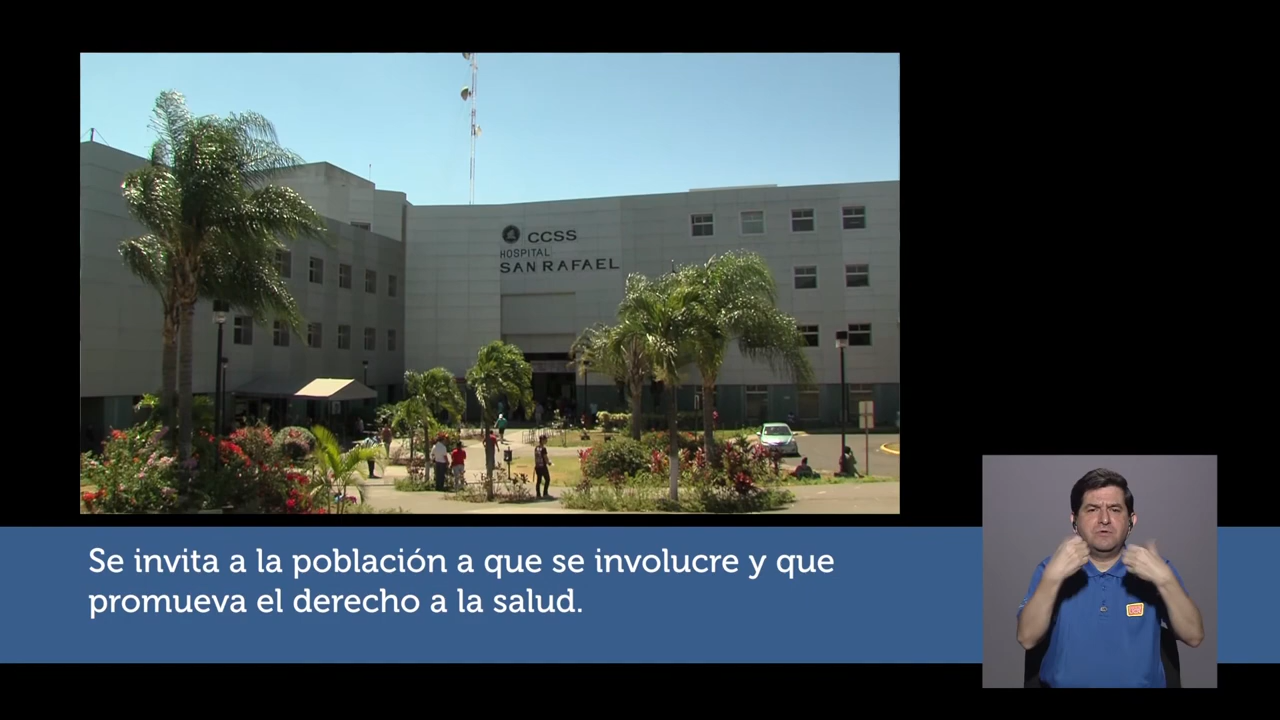 CCSS
HOSPITAL
SAN RAFAEL
Se invita a la población a que se involucre y que
promueva el derecho a la salud.